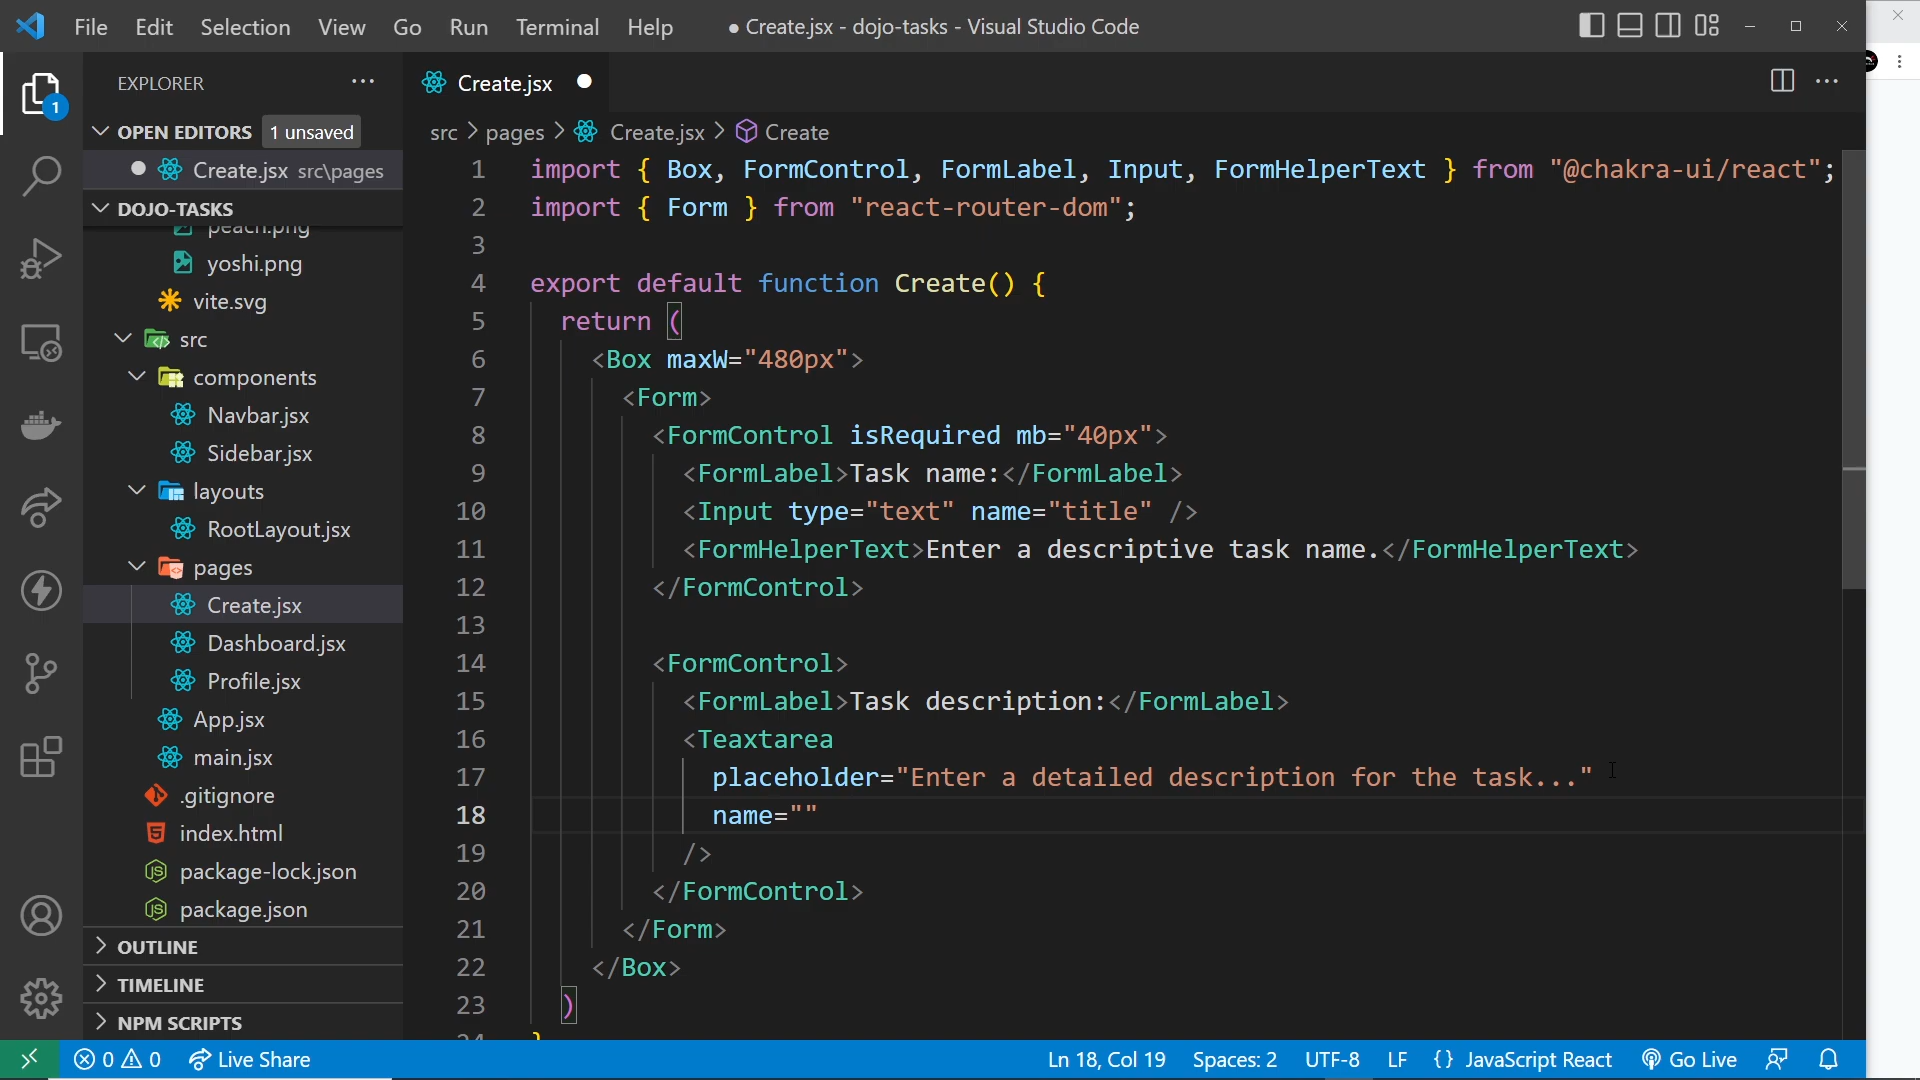 File Edit Selection View Go Run Terminal Help ● Create.jsx - dojo-tasks - Visual Studio Code
EXPLORER
1
OPEN EDITORS 1 unsaved
Create.jsx src\pages
DOJO-TASKS
peach.png
yoshi.png
vite.svg
src
components
Navbar.jsx
Sidebar.jsx
layouts
RootLayout.jsx
pages
Create.jsx
Dashboard.jsx
Profile.jsx
App.jsx
main.jsx
.gitignore
index.html
package-lock.json
package.json
OUTLINE
TIMELINE
NPM SCRIPTS
Create.jsx
src > pages > Create.jsx > Create
1 import { Box, FormControl, FormLabel, Input, FormHelperText } from "@chakra-ui/react";
2 import { Form } from "react-router-dom";
3
4 export default function Create() {
5 return (
6 <Box maxW="480px">
7 <Form>
8 <FormControl isRequired mb="40px">
9 <FormLabel>Task name:</FormLabel>
10 <Input type="text" name="title" />
11 <FormHelperText>Enter a descriptive task name.</FormHelperText>
12 </FormControl>
13
14 <FormControl>
15 <FormLabel>Task description:</FormLabel>
16 <Teaxtarea
17 placeholder="Enter a detailed description for the task..."
18 name=""
19 />
20 </FormControl>
21 </Form>
22 </Box>
23 )
24 }
0 0 Live Share Ln 18, Col 19 Spaces: 2 UTF-8 LF {} JavaScript React Go Live